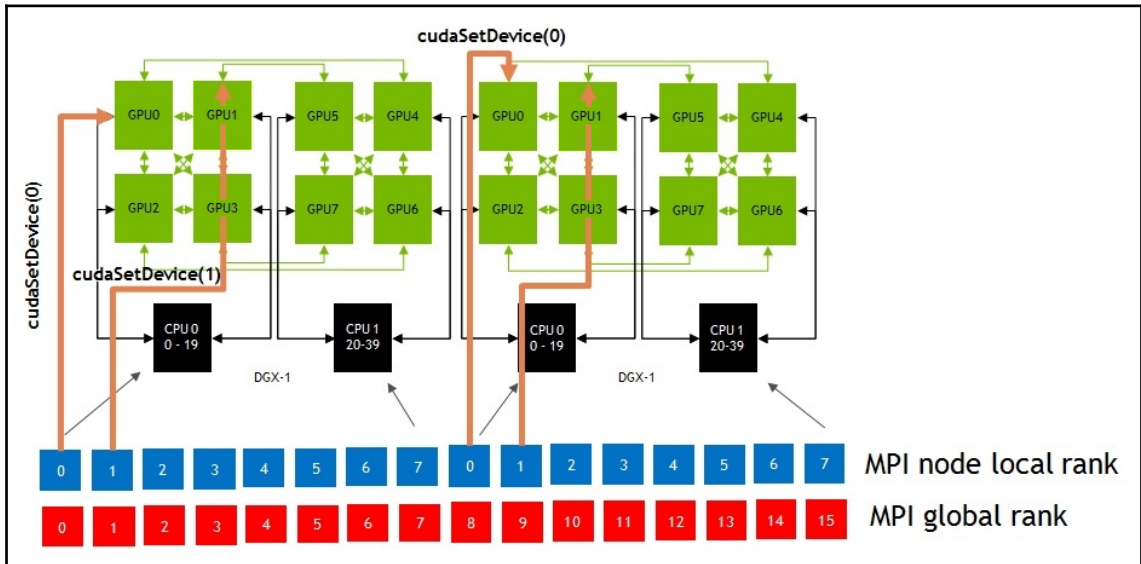 cudaSetDevice(0)
GPU0 GPU1 GPU5 GPU4 GPU0 GPU1 GPU5 GPU4
GPU2 GPU3 GPU7 GPU6 GPU2 GPU3 GPU7 GPU6
cudaSetDevice(0)
cudaSetDevice(1)
CPU 0 CPU 1 CPU 0 CPU 1
0 - 19 20-39 0 - 19 20-39
DGX-1 DGX-1
0 1 2 3 4 5 6 7 0 1 2 3 4 5 6 7 MPI node local rank
0 1 2 3 4 5 6 7 8 9 10 11 12 13 14 15 MPI global rank